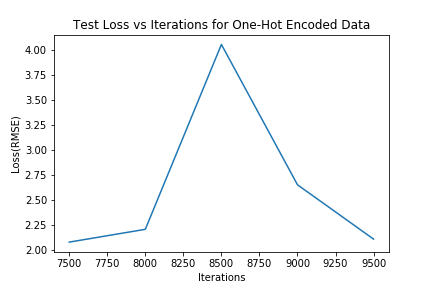 Test Loss vs Iterations for One-Hot Encoded Data
4.00
3.75
3.50
3.25
3.00
2.75
2.50
2.25
2.00
Loss(RMSE)
7500 7750 8000 8250 8500 8750 9000 9250 9500
Iterations